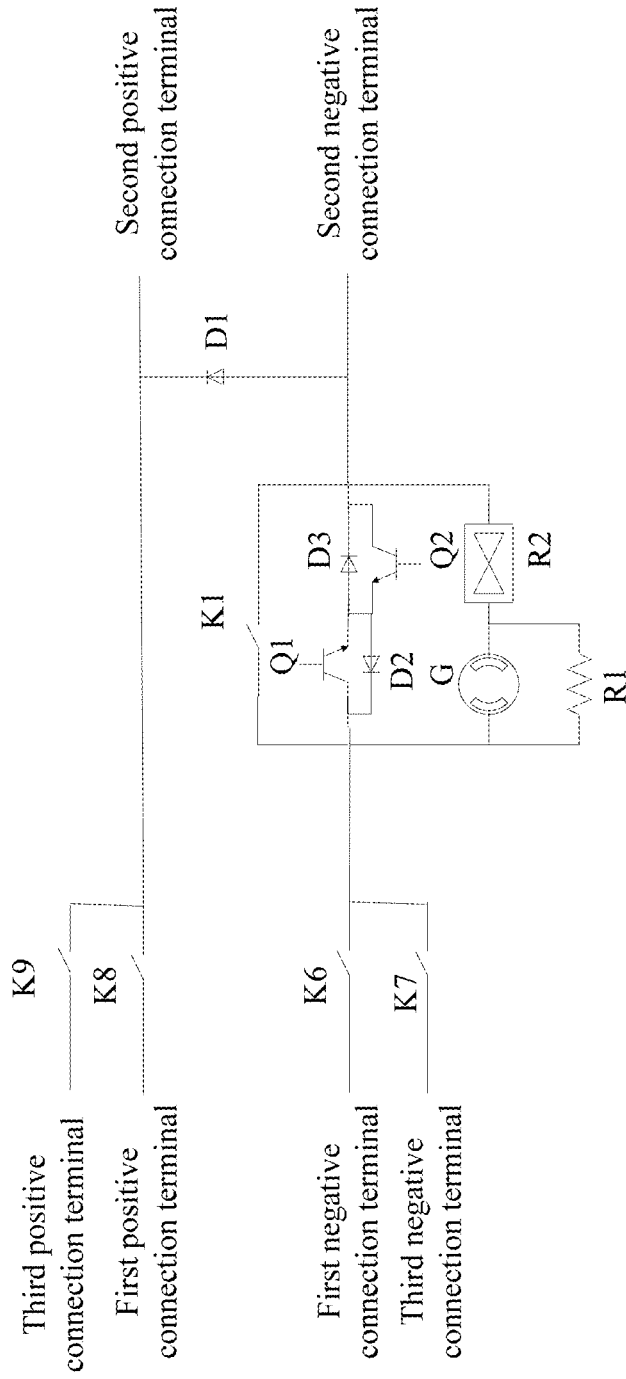 Third positive
connection terminal
K9
First positive
connection terminal
K8
Second positive
connection terminal
D1
First negative
connection terminal
K6
Third negative
connection terminal
K7
K1
Q1
D2
D3
Q2
G
R1
R2
Second negative
connection terminal